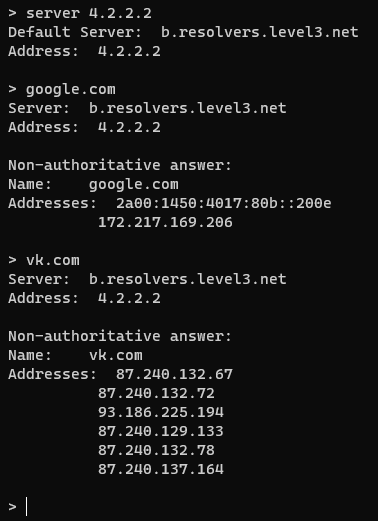 > server 4.2.2.2
Default Server:  b.resolvers.level3.net
Address:  4.2.2.2
> google.com
Server:  b.resolvers.level3.net
Address:  4.2.2.2
Non-authoritative answer:
Name:    google.com
Addresses:  2a00:1450:4017:80b::200e
          172.217.169.206
> vk.com
Server:  b.resolvers.level3.net
Address:  4.2.2.2
Non-authoritative answer:
Name:    vk.com
Addresses:  87.240.132.67
          87.240.132.72
          93.186.225.194
          87.240.129.133
          87.240.132.78
          87.240.137.164
>